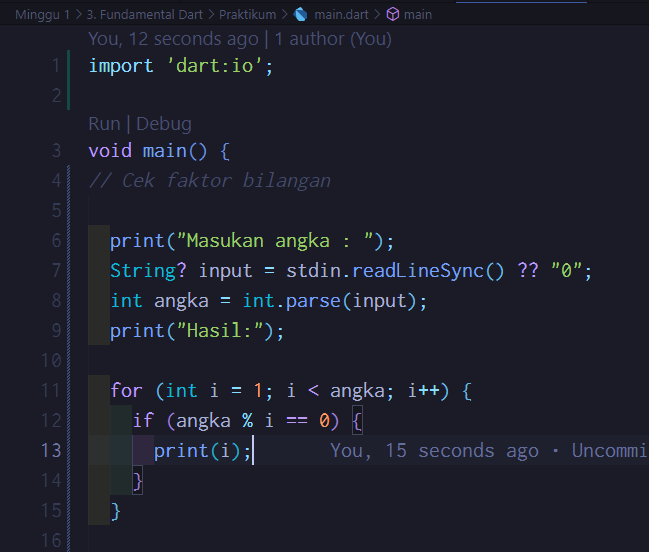 Minggu 1 > 3. Fundamental Dart > Praktikum > main.dart > main
You, 12 seconds ago | 1 author (You)
1 import 'dart:io';
2
Run | Debug
3 void main() {
4 // Cek faktor bilangan
5
6 print("Masukan angka : ");
7 String? input = stdin.readLineSync() ?? "0";
8 int angka = int.parse(input);
9 print("Hasil:");
10
11 for (int i = 1; i < angka; i++) {
12 if (angka % i == 0) {
13 print(i); You, 15 seconds ago • Uncommi
14 }
15 }
16